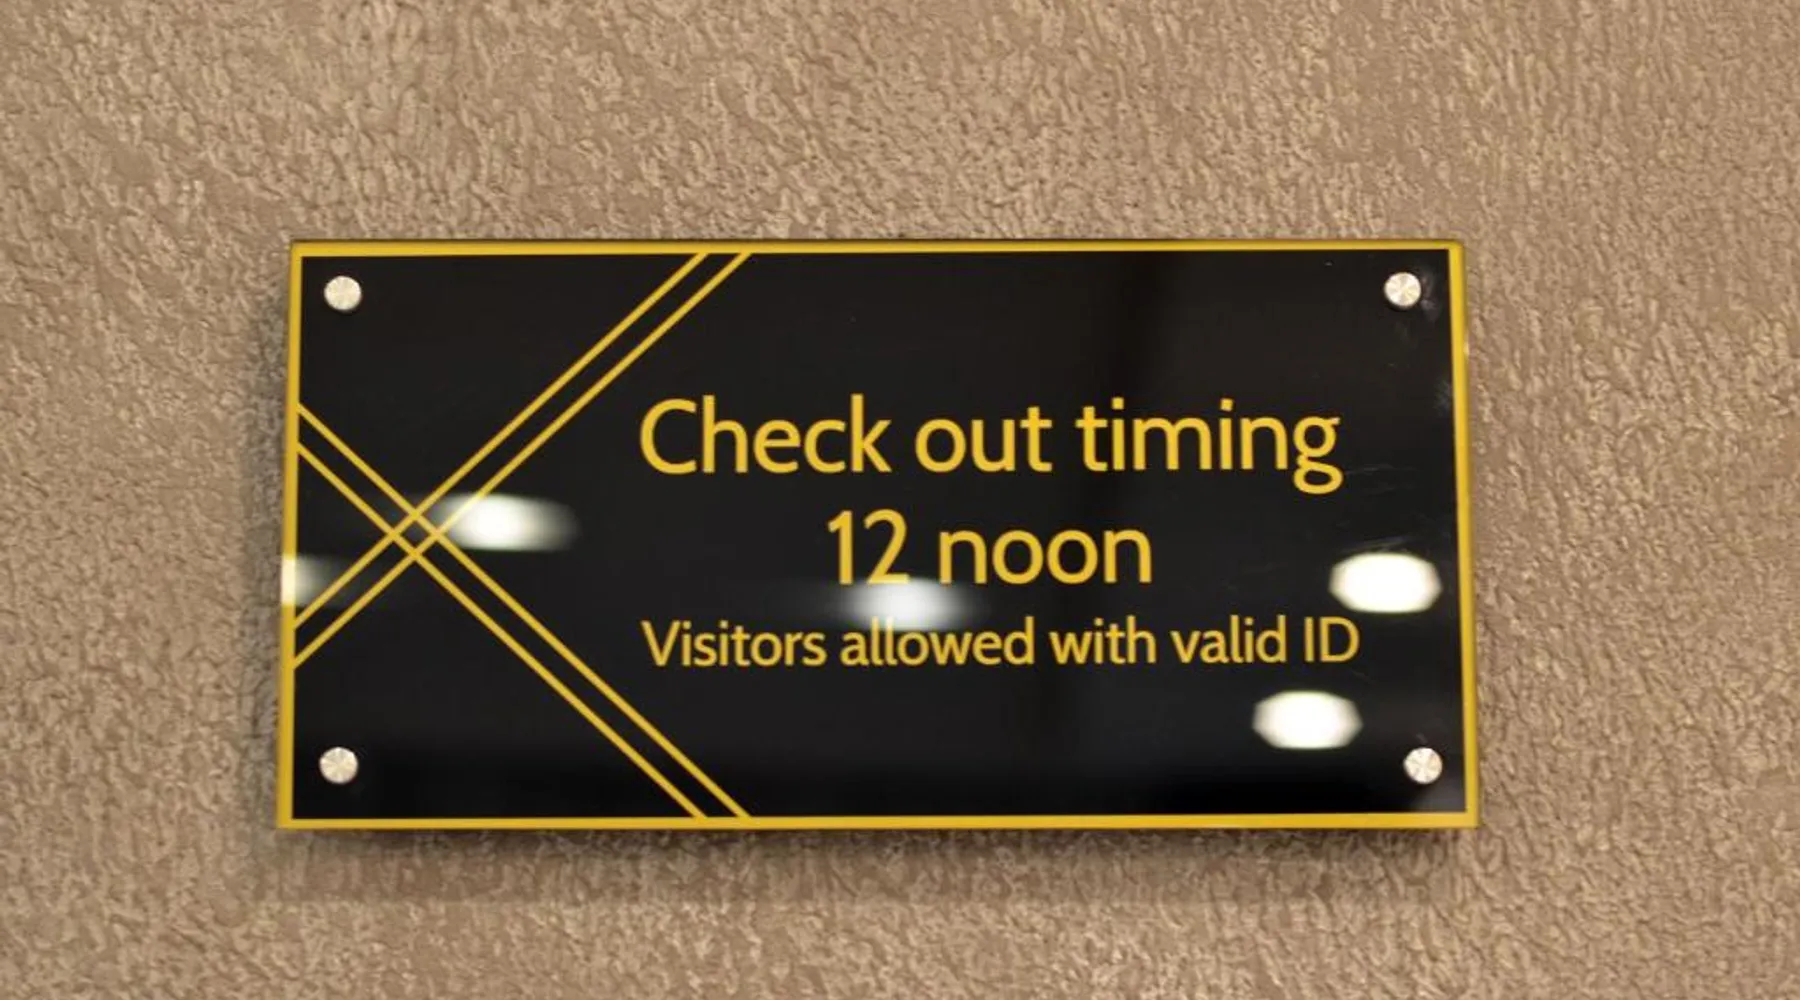 Check out timing
12 noon
Visitors allowed with valid ID